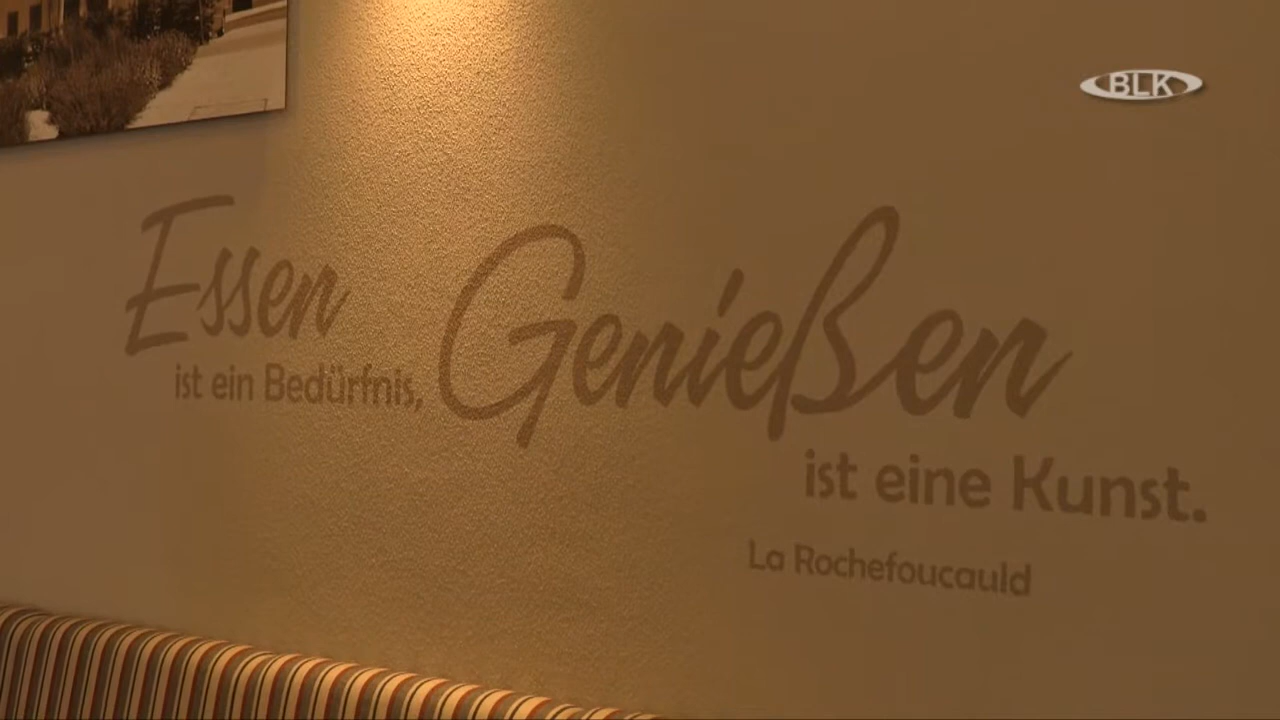 BLK
Essen
ist ein Bedürfnis,
Genießen
ist eine Kunst.
La Rochefoucauld